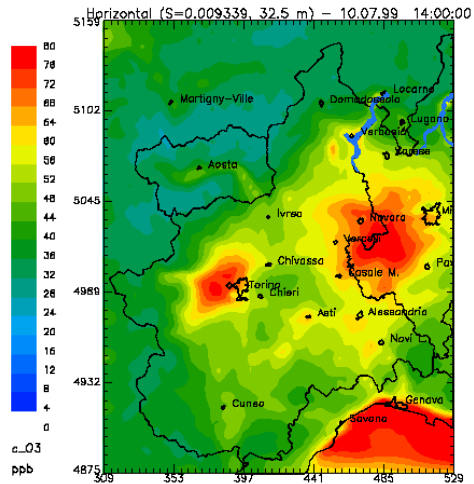 Horizontal (S=0.009339, 32.5 m) - 10.07.99 14:00:00
5159
5102
5045
4989
4932
4875
309
353
397
441
485
529
80
76
72
68
64
60
56
52
48
44
40
36
32
28
24
20
16
12
8
4
0
c_O3
ppb
Martigny-Ville
Domodossola
Locarno
Lugano
Verbania
Varese
Aosta
Ivrea
Novara
Mi
Vercelli
Chivasso
Casale M.
Pav
Torino
Chieri
Asti
Alessandria
Novi
Cuneo
Genova
Savona